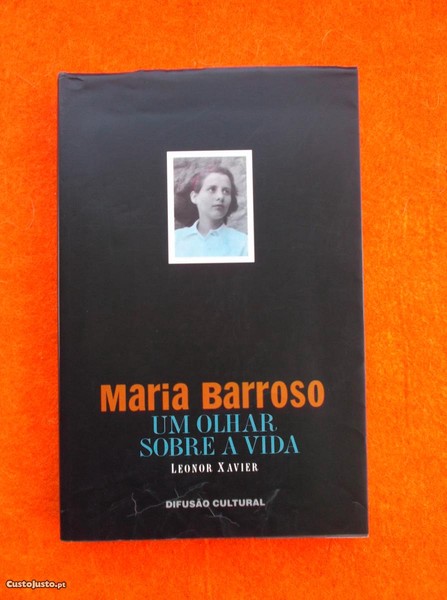 Maria Barroso
UM OLHAR
SOBRE A VIDA
Leonor Xavier
DIFUSÃO CULTURAL
CustoJusto.pt